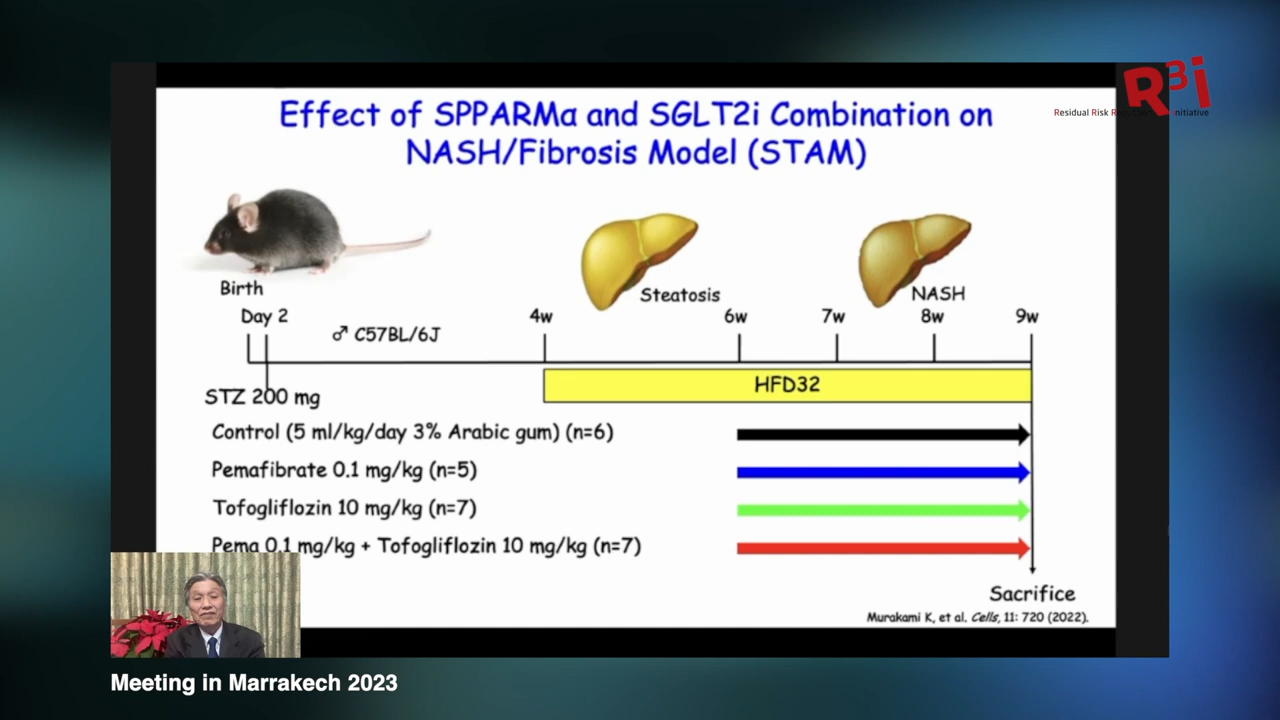 R3i
Residual Risk R nitiative
Effect of SPPARMa and SGLT2i Combination on
NASH/Fibrosis Model (STAM)
Birth
Day 2
♂ C57BL/6J
4w
Steatosis
6w
7w
NASH
8w
9w
STZ 200 mg
HFD32
Control (5 ml/kg/day 3% Arabic gum) (n=6)
Pemafibrate 0.1 mg/kg (n=5)
Tofogliflozin 10 mg/kg (n=7)
Pema 0.1 mg/kg + Tofogliflozin 10 mg/kg (n=7)
Sacrifice
Murakami K, et al. Cells, 11: 720 (2022).
Meeting in Marrakech 2023